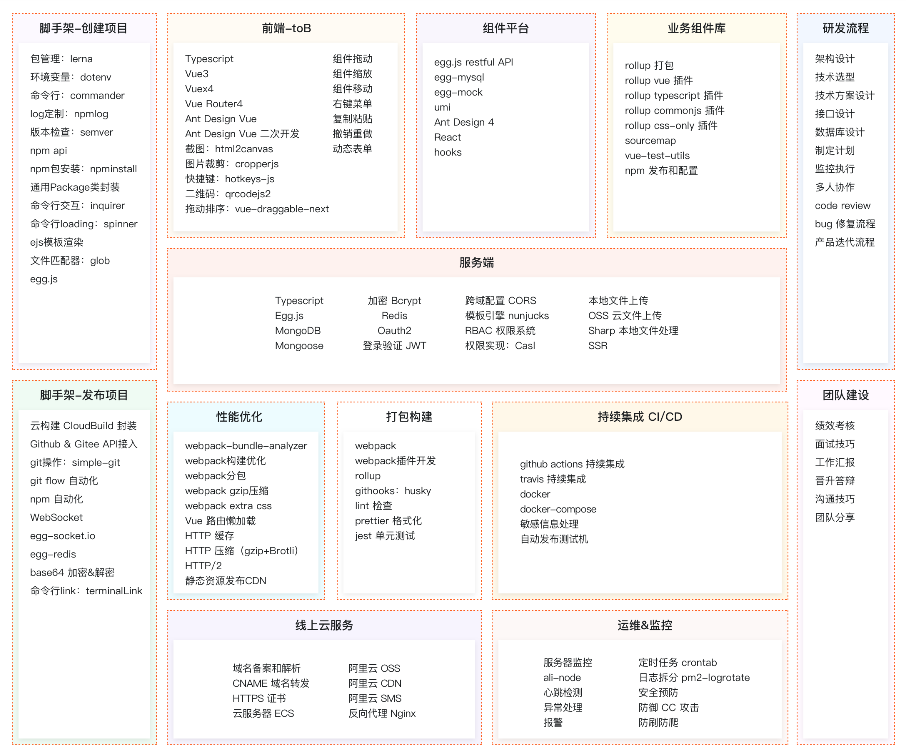 脚手架-创建项目
包管理：lerna
环境变量：dotenv
命令行：commander
log定制：npmlog
版本检查：semver
npm api
npm包安装：npminstall
通用Package类封装
命令行交互：inquirer
命令行loading：spinner
ejs模板渲染
文件匹配器：glob
egg.js
前端-toB
Typescript
Vue3
Vuex4
Vue Router4
Ant Design Vue
Ant Design Vue 二次开发
截图：html2canvas
图片裁剪：cropperjs
快捷键：hotkeys-js
二维码：qrcodejs2
拖动排序：vue-draggable-next
组件拖动
组件缩放
组件移动
右键菜单
复制粘贴
撤销重做
动态表单
组件平台
egg.js restful API
egg-mysql
egg-mock
umi
Ant Design 4
React
hooks
业务组件库
rollup 打包
rollup vue 插件
rollup typescript 插件
rollup commonjs 插件
rollup css-only 插件
sourcemap
vue-test-utils
npm 发布和配置
研发流程
架构设计
技术选型
技术方案设计
接口设计
数据库设计
制定计划
监控执行
多人协作
code review
bug 修复流程
产品迭代流程
服务端
Typescript
Egg.js
MongoDB
Mongoose
加密 Bcrypt
Redis
Oauth2
登录验证 JWT
跨域配置 CORS
模板引擎 nunjucks
RBAC 权限系统
权限实现：Casl
本地文件上传
OSS 云文件上传
Sharp 本地文件处理
SSR
脚手架-发布项目
云构建 CloudBuild 封装
Github & Gitee API接入
git操作：simple-git
git flow 自动化
npm 自动化
WebSocket
egg-socket.io
egg-redis
base64 加密&解密
命令行link：terminalLink
性能优化
webpack-bundle-analyzer
webpack构建优化
webpack分包
webpack gzip压缩
webpack extra css
Vue 路由懒加载
HTTP 缓存
HTTP 压缩（gzip+Brotli）
HTTP/2
静态资源发布CDN
打包构建
webpack
webpack插件开发
rollup
githooks：husky
lint 检查
prettier 格式化
jest 单元测试
持续集成 CI/CD
github actions 持续集成
travis 持续集成
docker
docker-compose
敏感信息处理
自动发布测试机
团队建设
绩效考核
面试技巧
工作汇报
晋升答辩
沟通技巧
团队分享
线上云服务
域名备案和解析
CNAME 域名转发
HTTPS 证书
云服务器 ECS
阿里云 OSS
阿里云 CDN
阿里云 SMS
反向代理 Nginx
运维&监控
服务器监控
ali-node
心跳检测
异常处理
报警
定时任务 crontab
日志拆分 pm2-logrotate
安全预防
防御 CC 攻击
防刷防爬